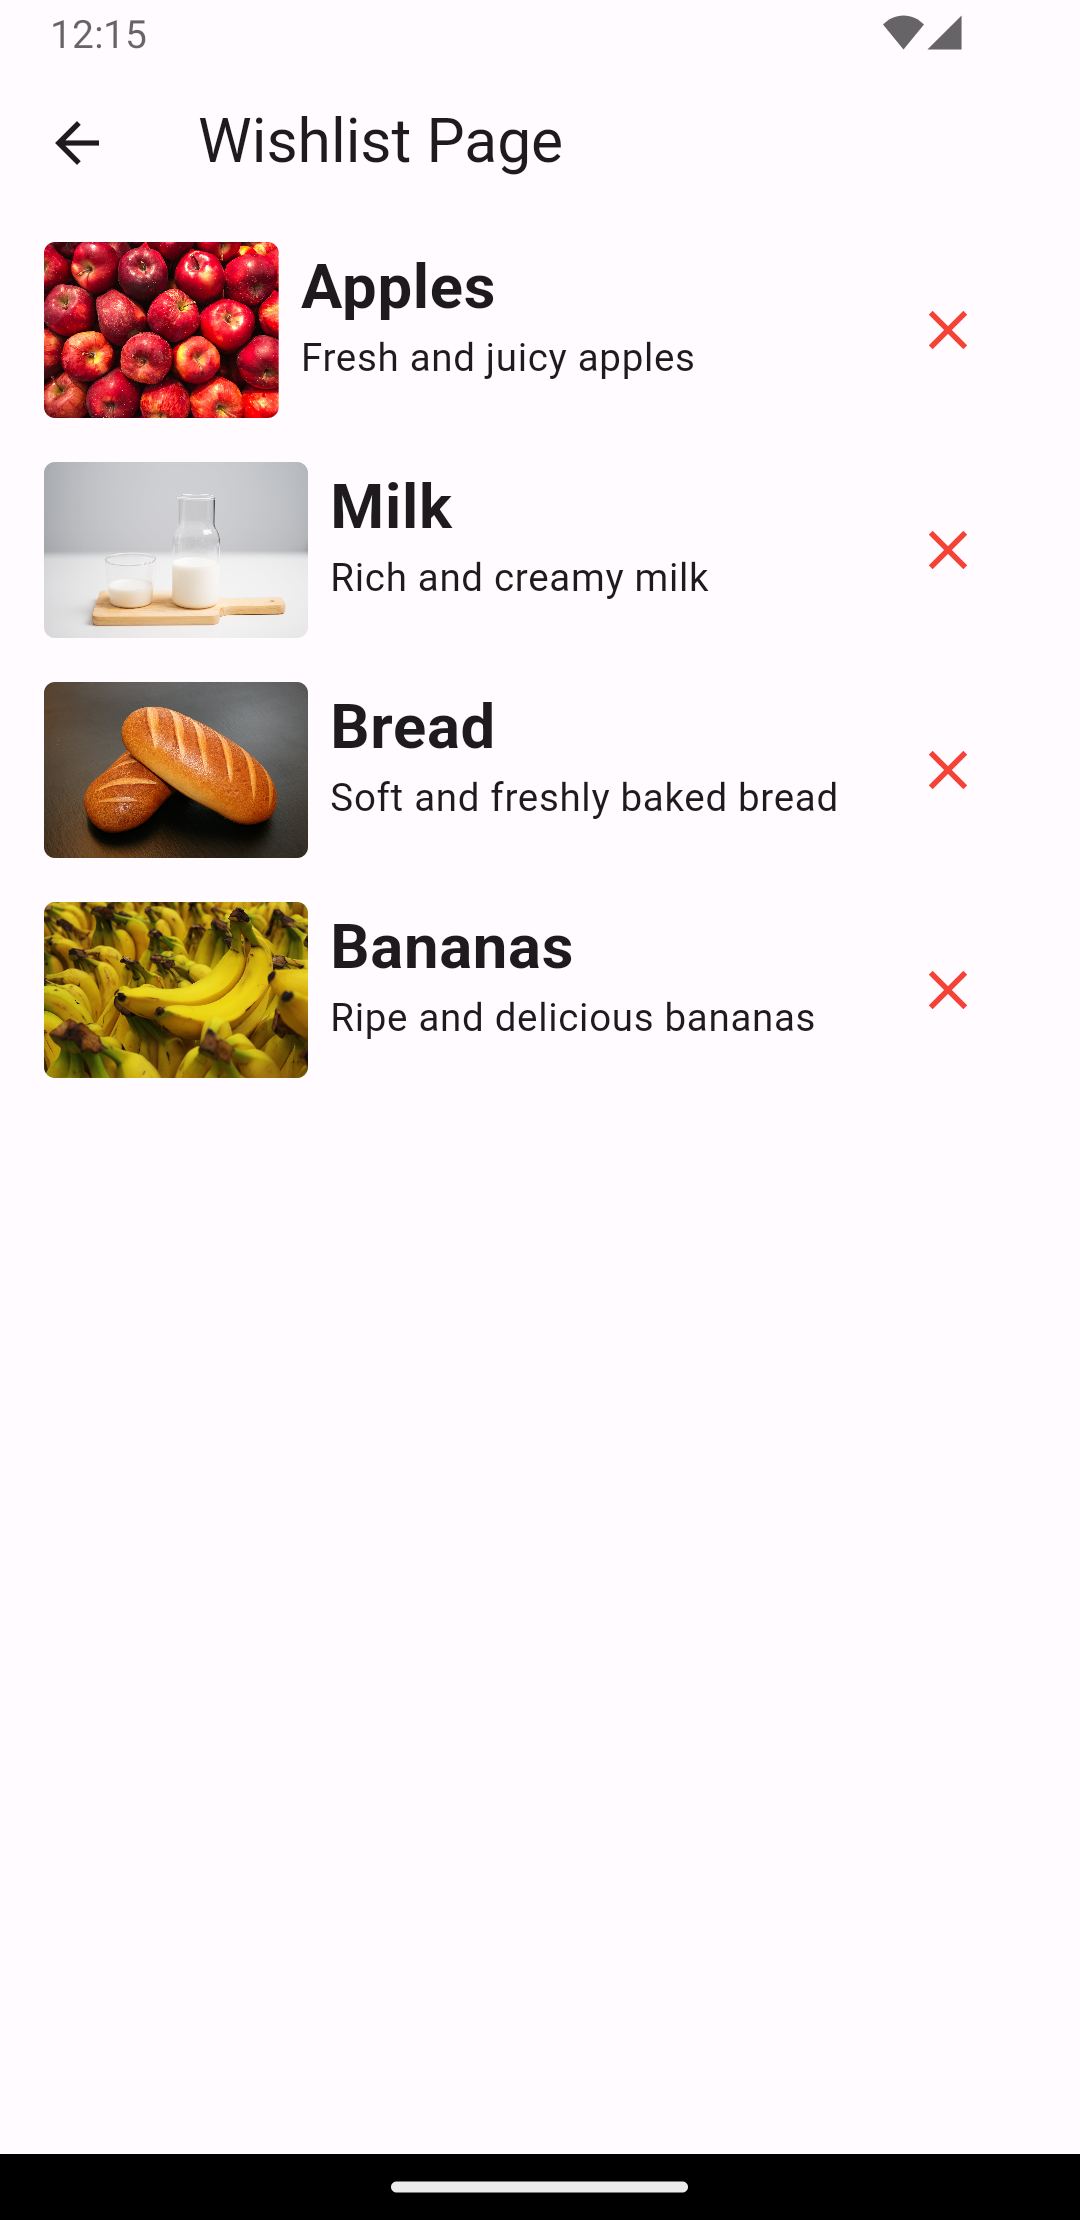 12:15
Wishlist Page
Apples
Fresh and juicy apples
Milk
Rich and creamy milk
Bread
Soft and freshly baked bread
Bananas
Ripe and delicious bananas